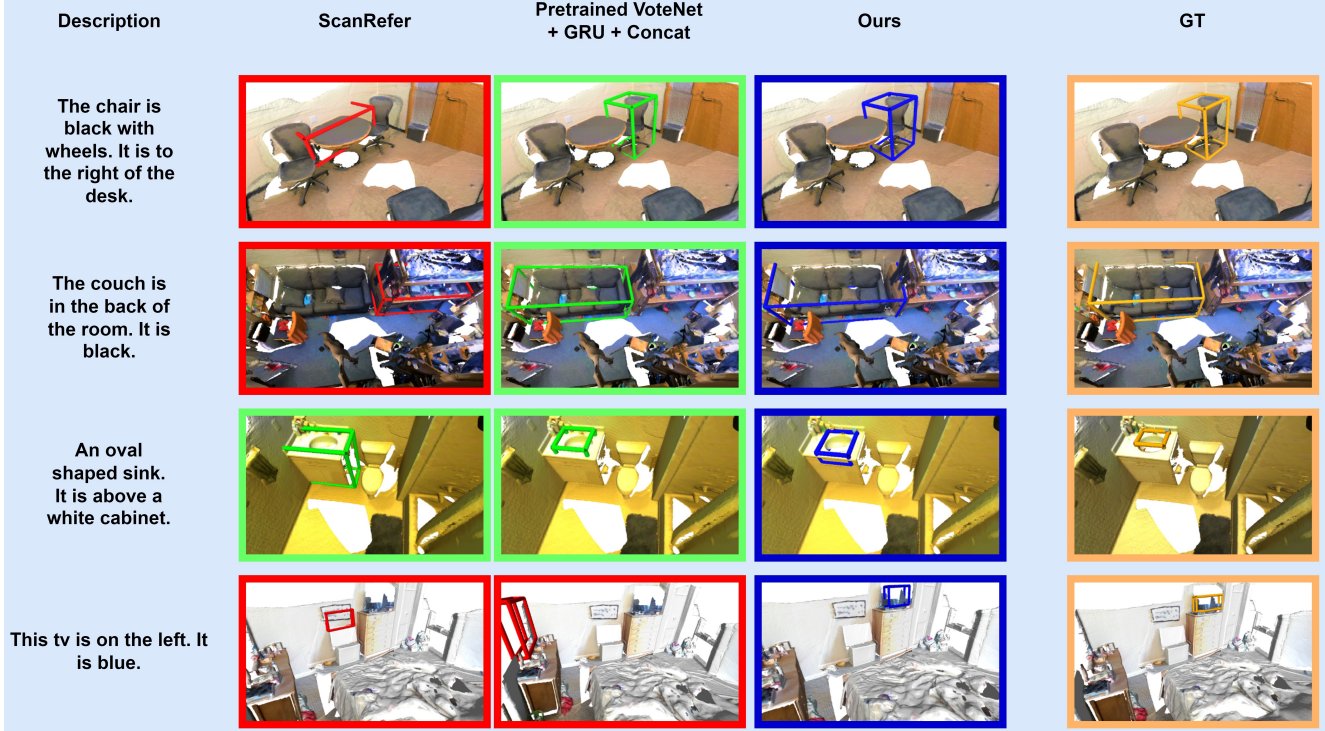 Description
ScanRefer
Pretrained VoteNet
+ GRU + Concat
Ours
GT
The chair is
black with
wheels. It is to
the right of the
desk.
The couch is
in the back of
the room. It is
black.
An oval
shaped sink.
It is above a
white cabinet.
This tv is on the left. It
is blue.